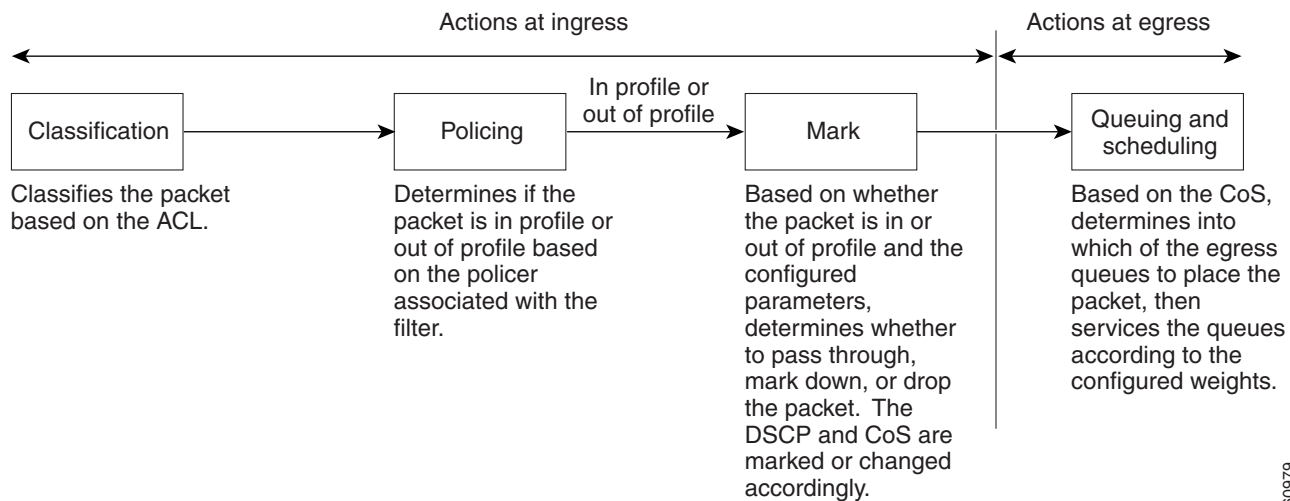 Actions at ingress
Actions at egress
Classification
Policing
In profile or
out of profile
Mark
Queuing and
scheduling
Classifies the packet
based on the ACL.
Determines if the
packet is in profile or
out of profile based
on the policer
associated with the
filter.
Based on whether
the packet is in or
out of profile and the
configured
parameters,
determines whether
to pass through,
mark down, or drop
the packet. The
DSCP and CoS are
marked or changed
accordingly.
Based on the CoS,
determines into
which of the egress
queues to place the
packet, then
services the queues
according to the
configured weights.